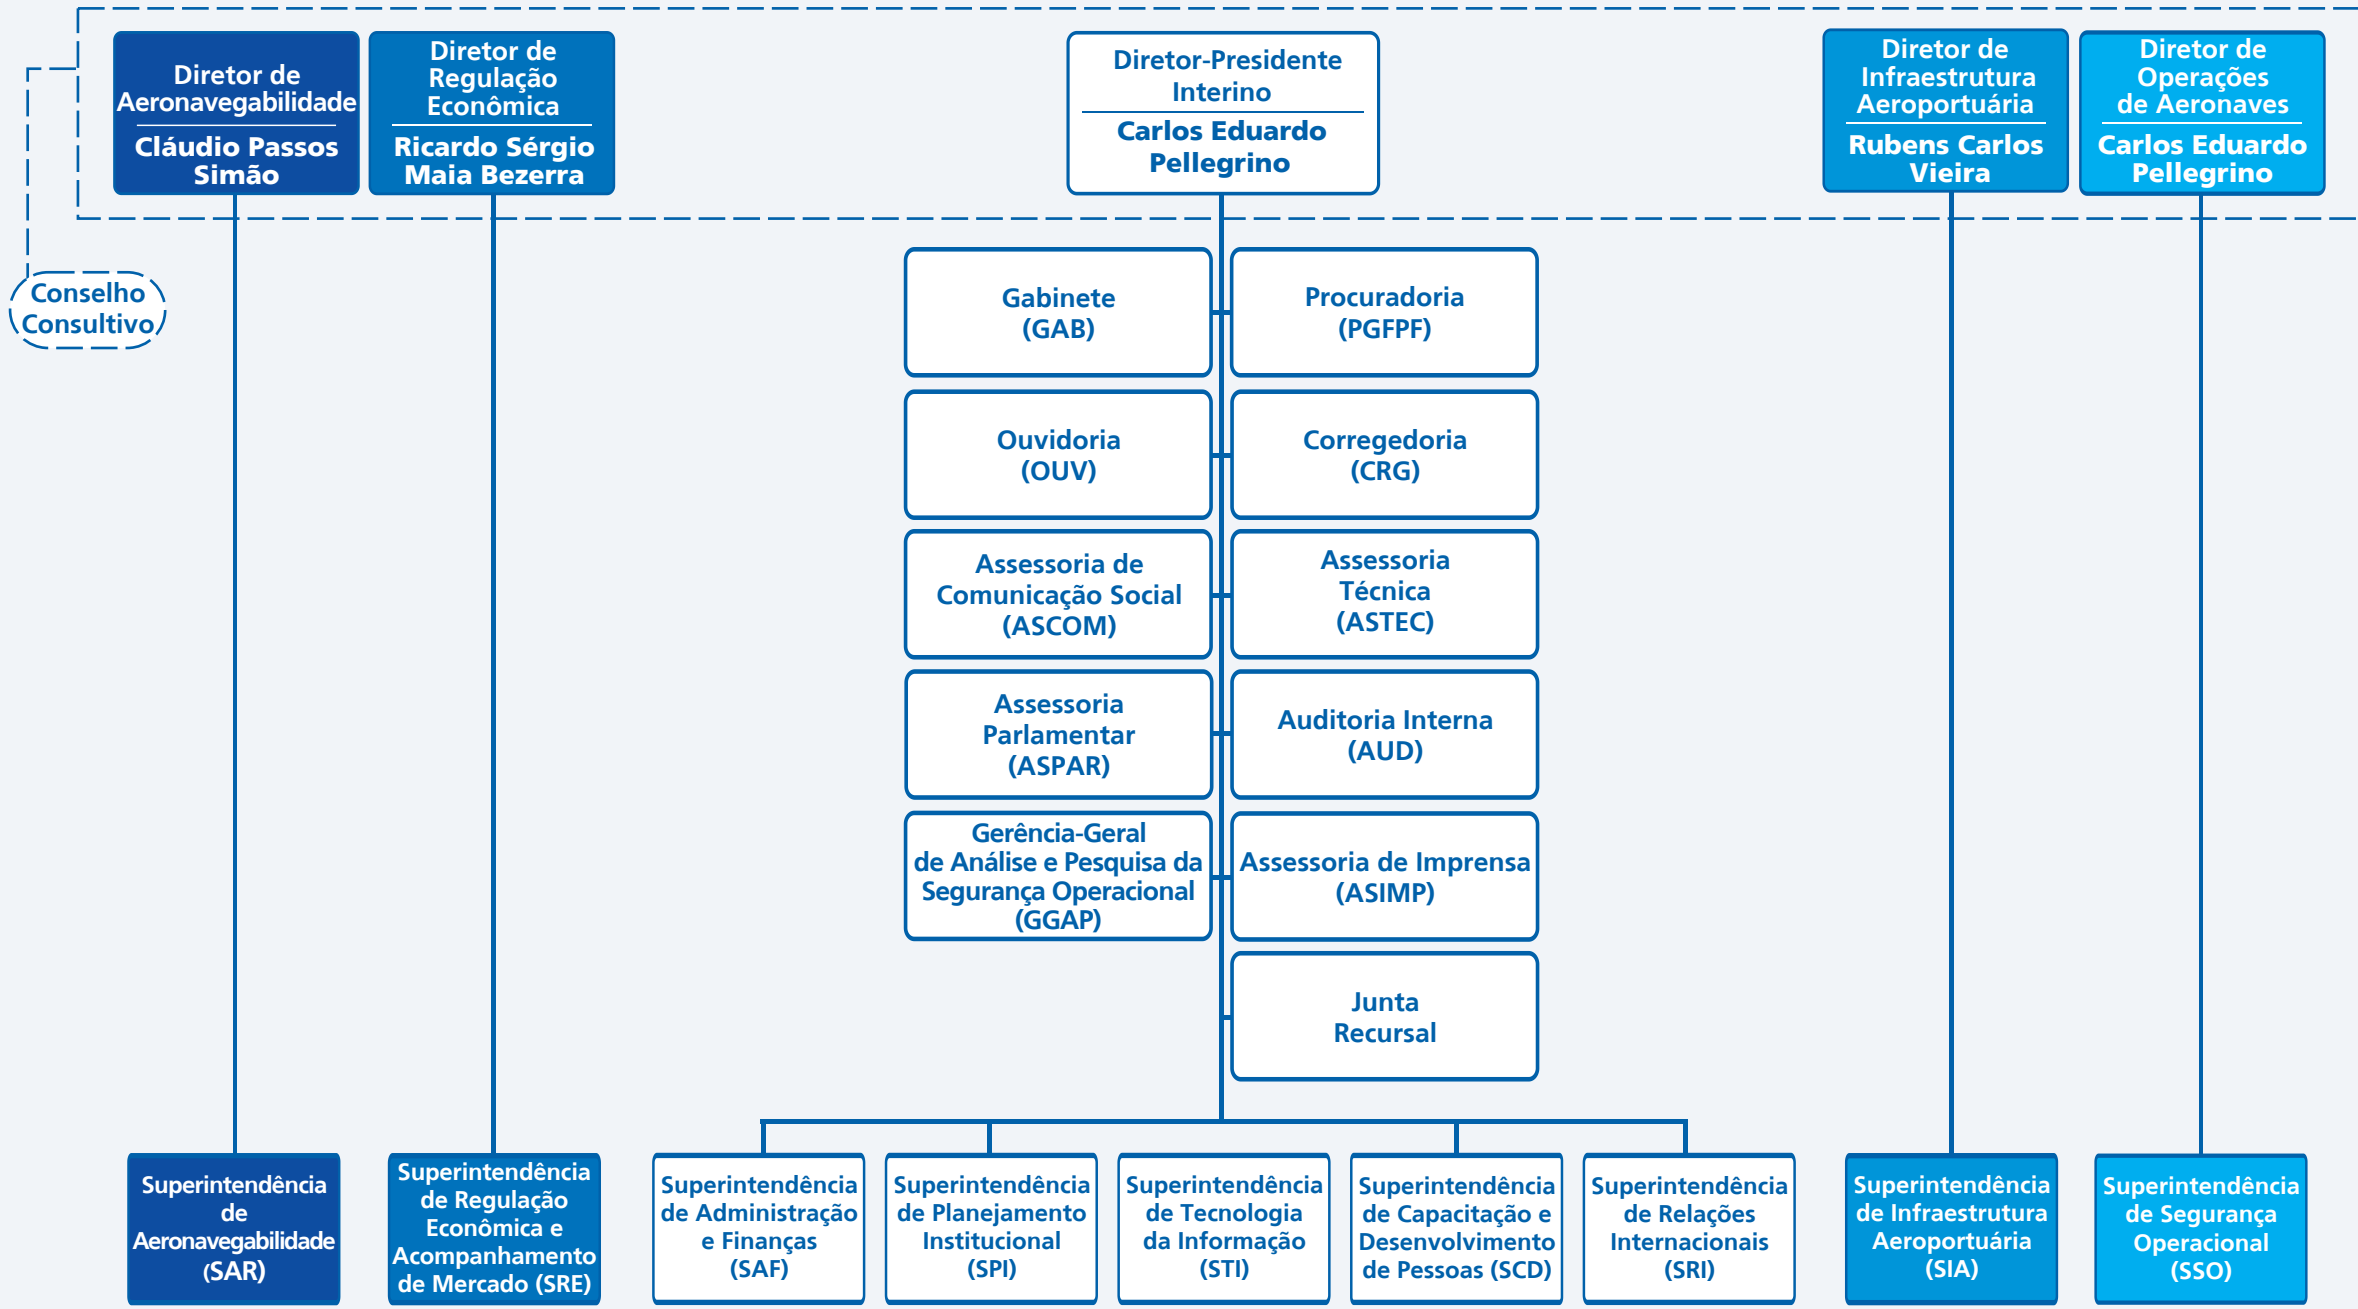 Diretor de
Aeronavegabilidade
Cláudio Passos
Simão
Diretor de
Regulação
Econômica
Ricardo Sérgio
Maia Bezerra
Diretor-Presidente
Interino
Carlos Eduardo
Pellegrino
Diretor de
Infraestrutura
Aeroportuária
Rubens Carlos
Vieira
Diretor de
Operações
de Aeronaves
Carlos Eduardo
Pellegrino
Conselho
Consultivo
Gabinete
(GAB)
Procuradoria
(PGFPF)
Ouvidoria
(OUV)
Corregedoria
(CRG)
Assessoria de
Comunicação Social
(ASCOM)
Assessoria
Técnica
(ASTEC)
Assessoria
Parlamentar
(ASPAR)
Auditoria Interna
(AUD)
Gerência-Geral
de Análise e Pesquisa da
Segurança Operacional
(GGAP)
Assessoria de Imprensa
(ASIMP)
Junta
Recursal
Superintendência
de
Aeronavegabilidade
(SAR)
Superintendência
de Regulação
Econômica e
Acompanhamento
de Mercado (SRE)
Superintendência
de Administração
e Finanças
(SAF)
Superintendência
de Planejamento
Institucional
(SPI)
Superintendência
de Tecnologia
da Informação
(STI)
Superintendência
de Capacitação e
Desenvolvimento
de Pessoas (SCD)
Superintendência
de Relações
Internacionais
(SRI)
Superintendência
de Infraestrutura
Aeroportuária
(SIA)
Superintendência
de Segurança
Operacional
(SSO)